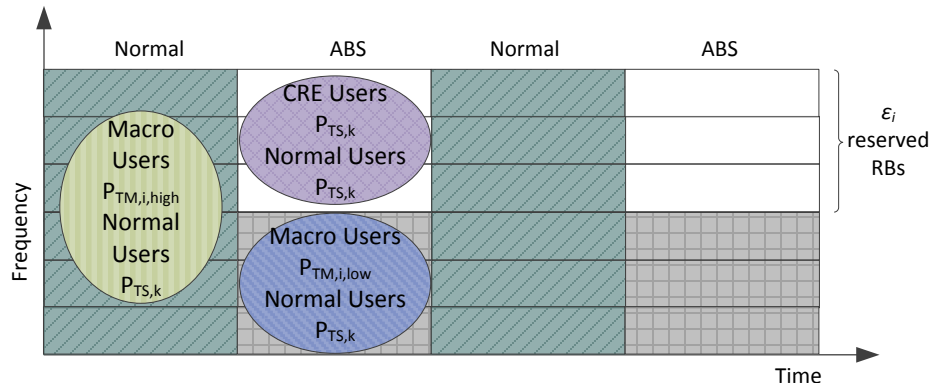 Normal
ABS
Normal
ABS
CRE Users
P_TS,k
Normal Users
P_TS,k
Macro
Users
P_TM,i,high
Normal
Users
P_TS,k
Macro Users
P_TM,i,low
Normal Users
P_TS,k
ε_i
reserved
RBs
Frequency
Time